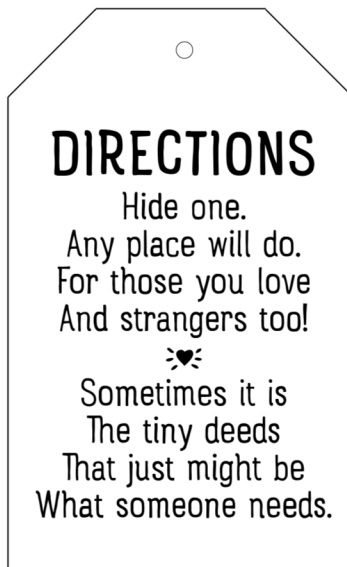 DIRECTIONS
Hide one.
Any place will do.
For those you love
And strangers too!
Sometimes it is
The tiny deeds
That just might be
What someone needs.